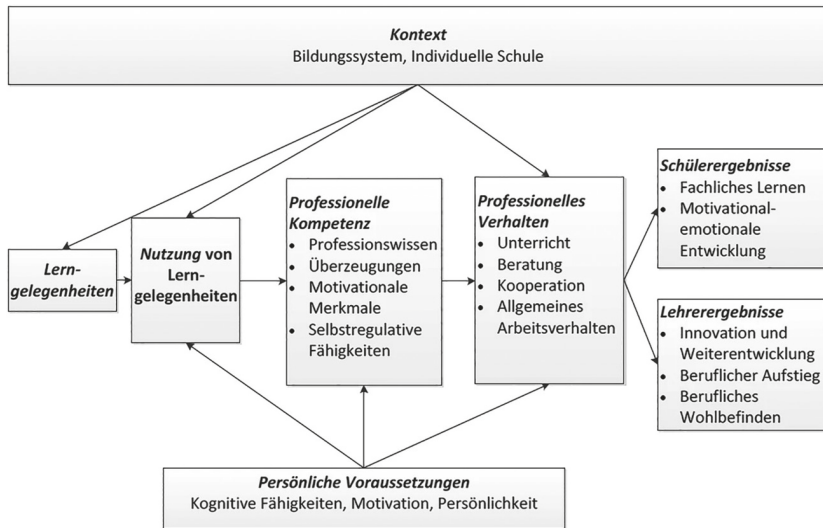 Kontext
Bildungssystem, Individuelle Schule
Lern-
gelegenheiten
Nutzung von
Lern-
gelegenheiten
Professionelle
Kompetenz
• Professionswissen
• Überzeugungen
• Motivationale
Merkmale
• Selbstregulative
Fähigkeiten
Professionelles
Verhalten
• Unterricht
• Beratung
• Kooperation
• Allgemeines
Arbeitsverhalten
Schülerergebnisse
• Fachliches Lernen
• Motivational-
emotionale
Entwicklung
Lehrerergebnisse
• Innovation und
Weiterentwicklung
• Beruflicher Aufstieg
• Berufliches
Wohlbefinden
Persönliche Voraussetzungen
Kognitive Fähigkeiten, Motivation, Persönlichkeit